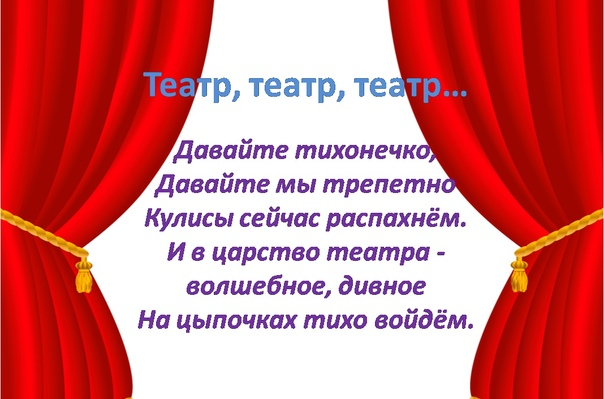 Театр, театр, театр...
Давайте тихонечко,
Давайте мы трепетно
Кулисы сейчас распахнём.
И в царство театра -
волшебное, дивное
На цыпочках тихо войдём.